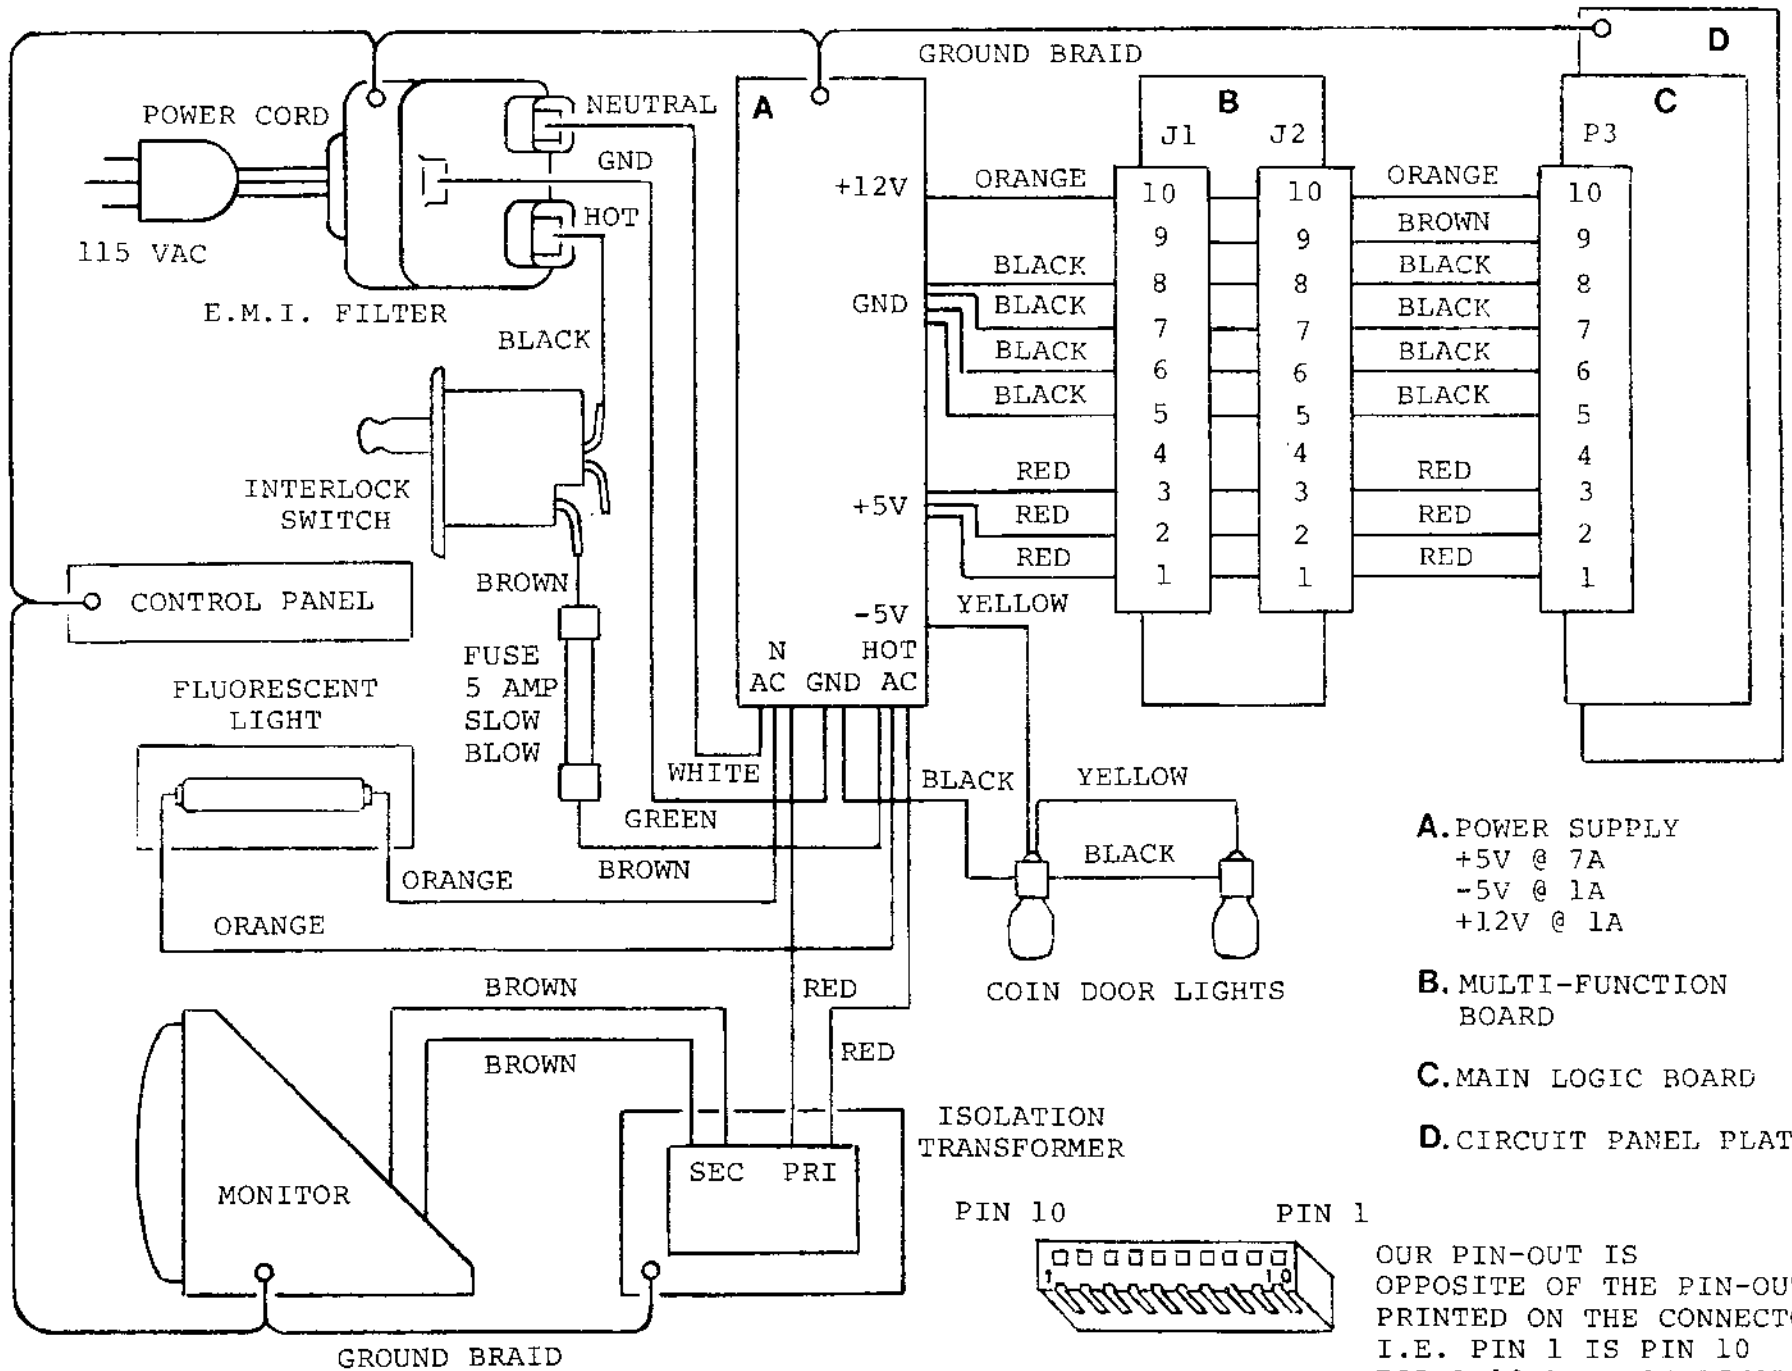 GROUND BRAID
D
POWER CORD
NEUTRAL
A
B
C
J1
J2
P3
GND
HOT
115 VAC
E.M.I. FILTER
BLACK
+12V
ORANGE
10
10
ORANGE
10
9
9
BROWN
9
BLACK
8
8
BLACK
8
GND
BLACK
7
7
BLACK
7
BLACK
6
6
BLACK
6
BLACK
5
5
BLACK
5
4
4
4
RED
3
3
RED
3
+5V
RED
2
2
RED
2
RED
1
1
RED
1
INTERLOCK
SWITCH
BROWN
-5V
YELLOW
N
AC
GND
HOT
AC
CONTROL PANEL
FUSE
5 AMP
SLOW
BLOW
FLUORESCENT
LIGHT
WHITE
GREEN
BROWN
ORANGE
ORANGE
BLACK
YELLOW
BLACK
COIN DOOR LIGHTS
A. POWER SUPPLY
+5V @ 7A
-5V @ 1A
+12V @ 1A
B. MULTI-FUNCTION
BOARD
C. MAIN LOGIC BOARD
D. CIRCUIT PANEL PLAT
BROWN
BROWN
RED
RED
MONITOR
SEC
PRI
ISOLATION
TRANSFORMER
GROUND BRAID
PIN 10
PIN 1
1
10
OUR PIN-OUT IS
OPPOSITE OF THE PIN-OU
PRINTED ON THE CONNECTO
I.E. PIN 1 IS PIN 10